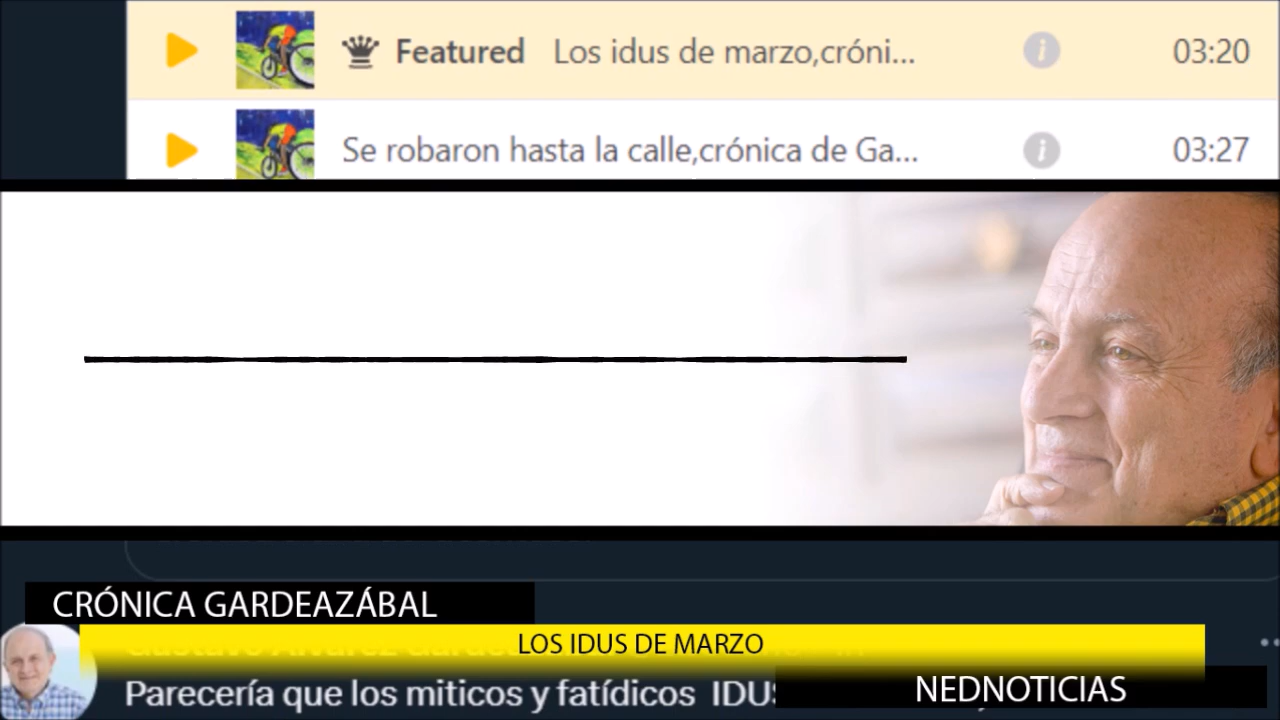 Featured Los idus de marzo,cróni... 03:20
Se robaron hasta la calle,crónica de Ga... 03:27
CRÓNICA GARDEAZÁBAL
LOS IDUS DE MARZO
Parecería que los miticos y fatídicos IDUS
NEDNOTICIAS